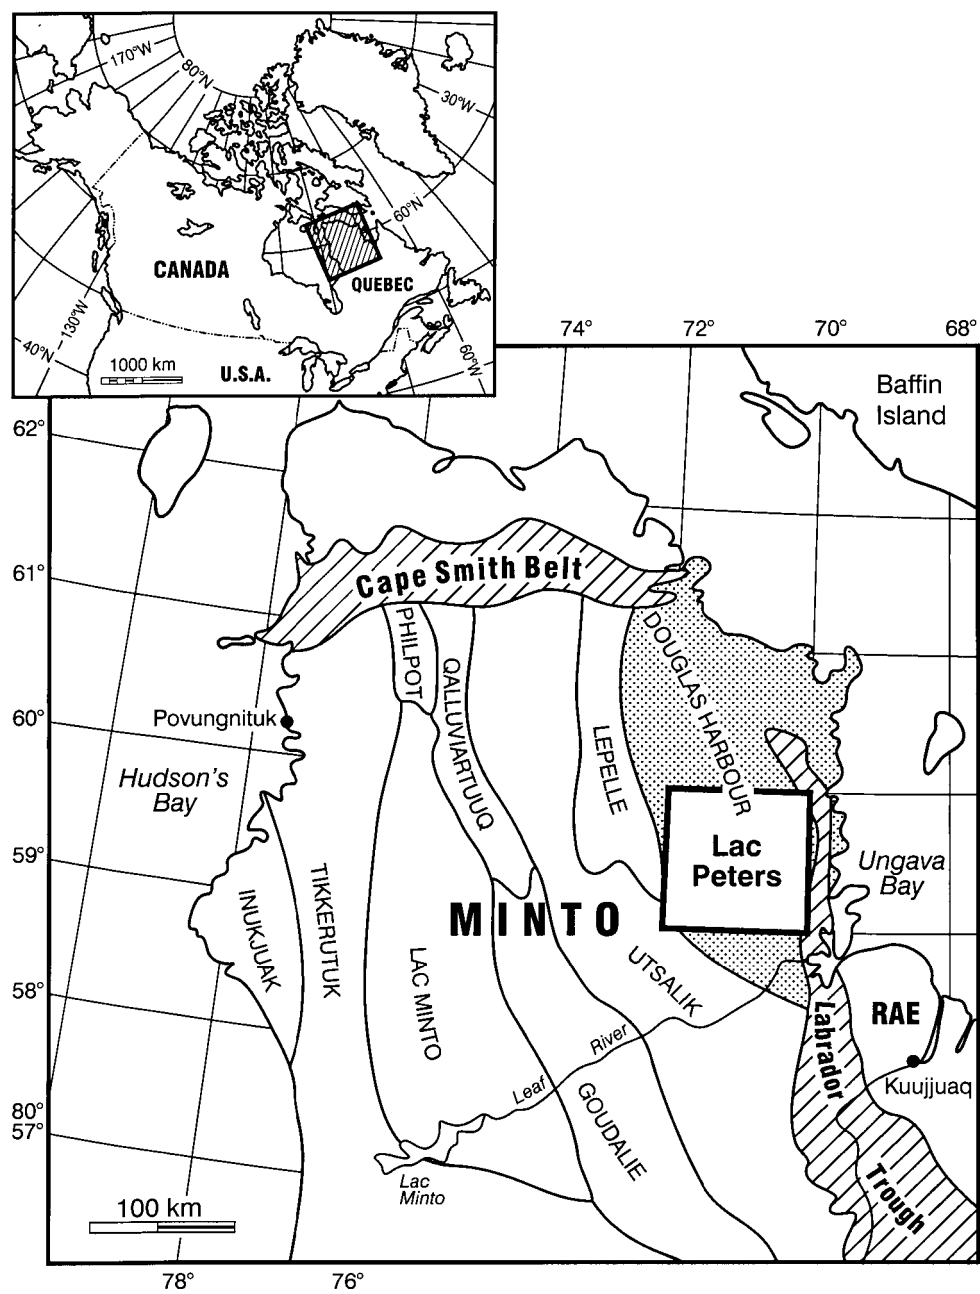 170°W
80°N
30°W
60°N
CANADA
QUEBEC
130°W
40°N
1000 km
U.S.A.
60°W
74°
72°
70°
68°
Baffin
Island
62°
61°
60°
59°
58°
80°
57°
78°
76°
Cape Smith Belt
PHILPOT
QALLUVIARTUUQ
LEPELLE
DOUGLAS HARBOUR
Povungnituk
Hudson's
Bay
Lac
Peters
Ungava
Bay
INUKJUAK
TIKKERUTUK
LAC MINTO
MINTO
UTSALIK
GOUDALIE
Leaf River
Lac
Minto
RAE
Kuujjuaq
Labrador
Trough
100 km